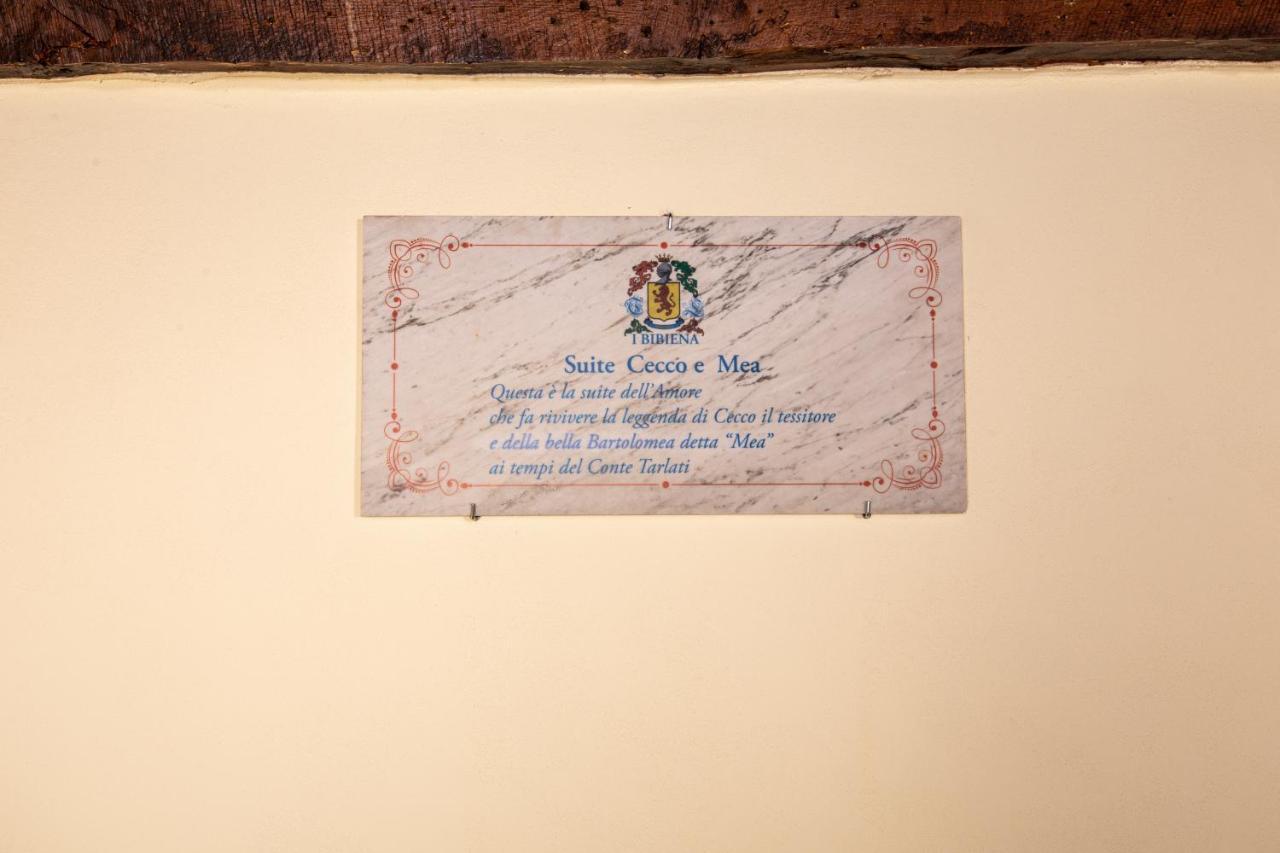 I BIBIENA
Suite Cecco e Mea
Questa è la suite dell'Amore
che fa rivivere la leggenda di Cecco il tessitore
e della bella Bartolomea detta “Mea”
ai tempi del Conte Tarlati